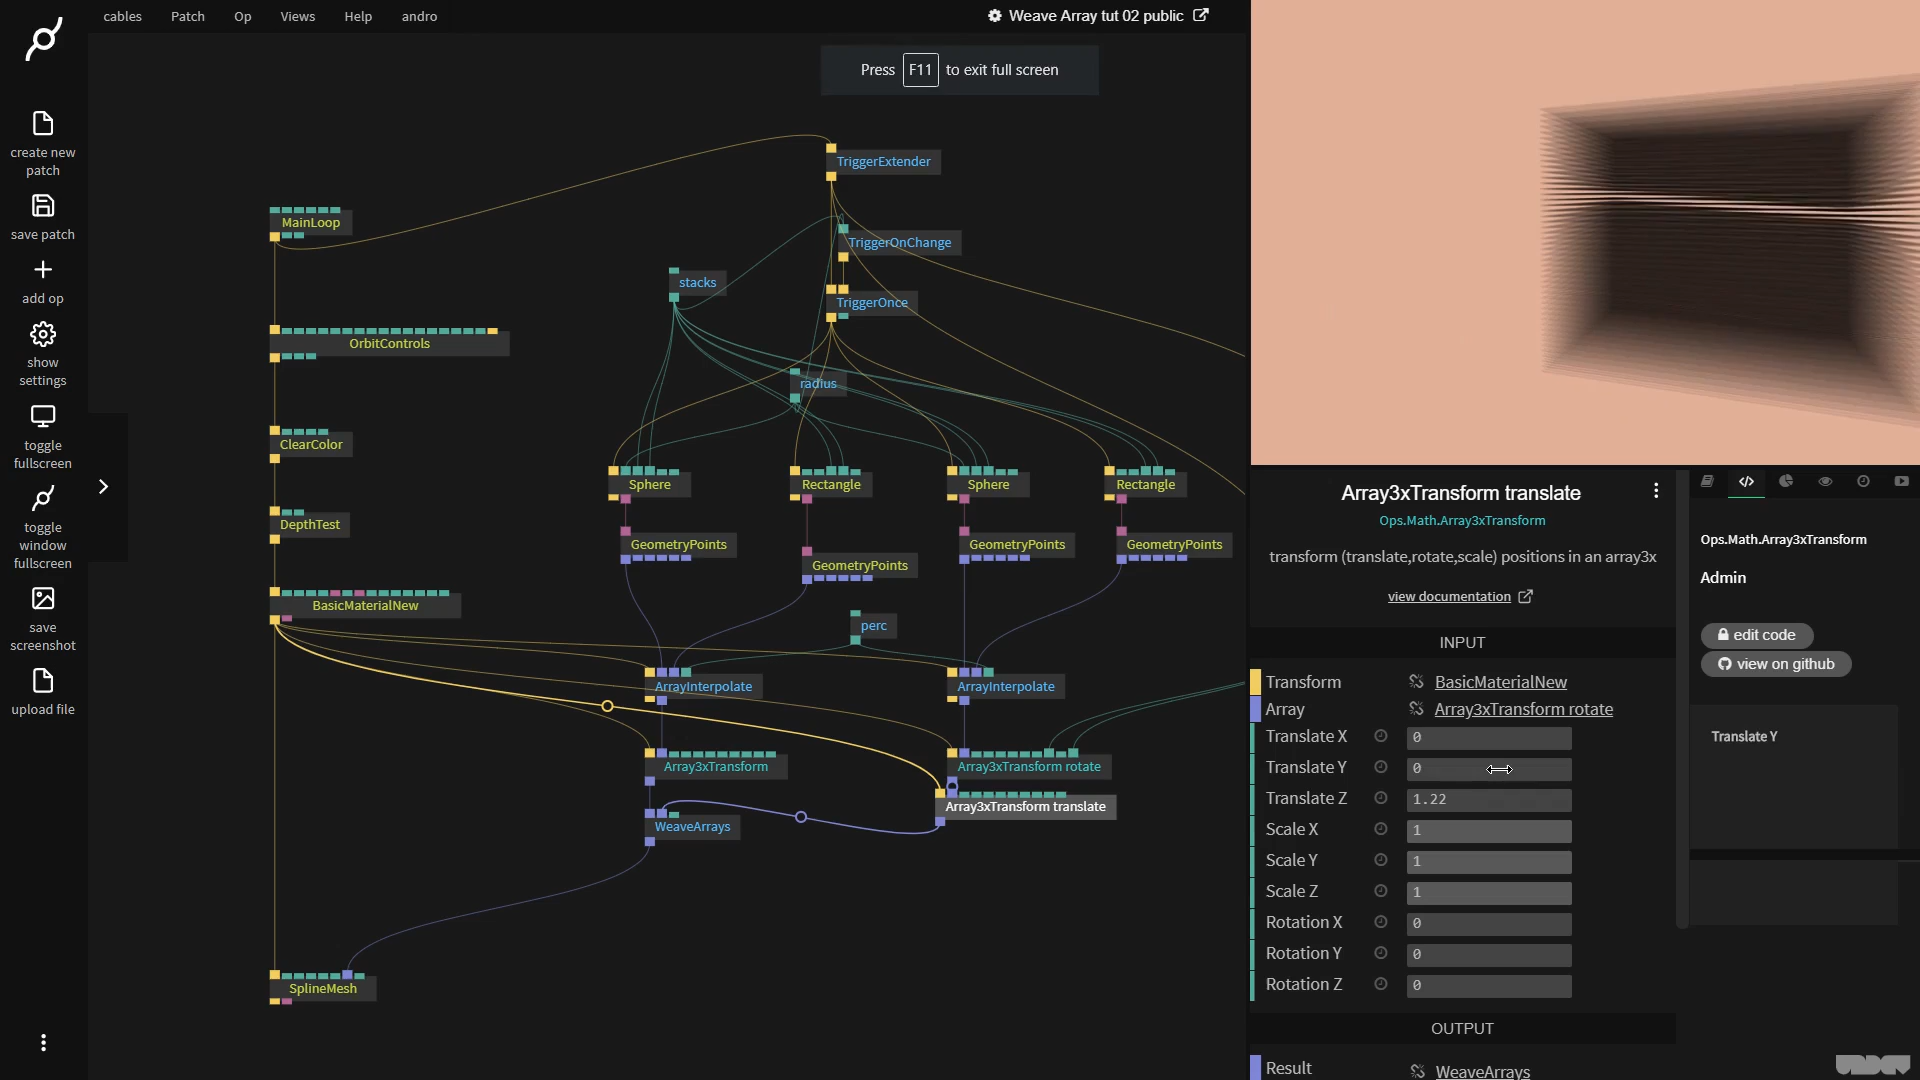 cables Patch Op Views Help andro
Weave Array tut 02 public
Press F11 to exit full screen
create new
patch
save patch
add op
show
settings
toggle
fullscreen
toggle
window
fullscreen
save
screenshot
upload file
TriggerExtender
MainLoop
TriggerOnChange
stacks
TriggerOnce
OrbitControls
radius
ClearColor
Sphere
Rectangle
Sphere
Rectangle
DepthTest
GeometryPoints
GeometryPoints
GeometryPoints
GeometryPoints
BasicMaterialNew
perc
ArrayInterpolate
ArrayInterpolate
Array3xTransform
Array3xTransform rotate
Array3xTransform translate
WeaveArrays
SplineMesh
Array3xTransform translate
Ops.Math.Array3xTransform
transform (translate,rotate,scale) positions in an array3x
view documentation
INPUT
Transform BasicMaterialNew
Array Array3xTransform rotate
Translate X 0
Translate Y 0
Translate Z 1.22
Scale X 1
Scale Y 1
Scale Z 1
Rotation X 0
Rotation Y 0
Rotation Z 0
OUTPUT
Result WeaveArrays
Ops.Math.Array3xTransform
Admin
edit code
view on github
Translate Y